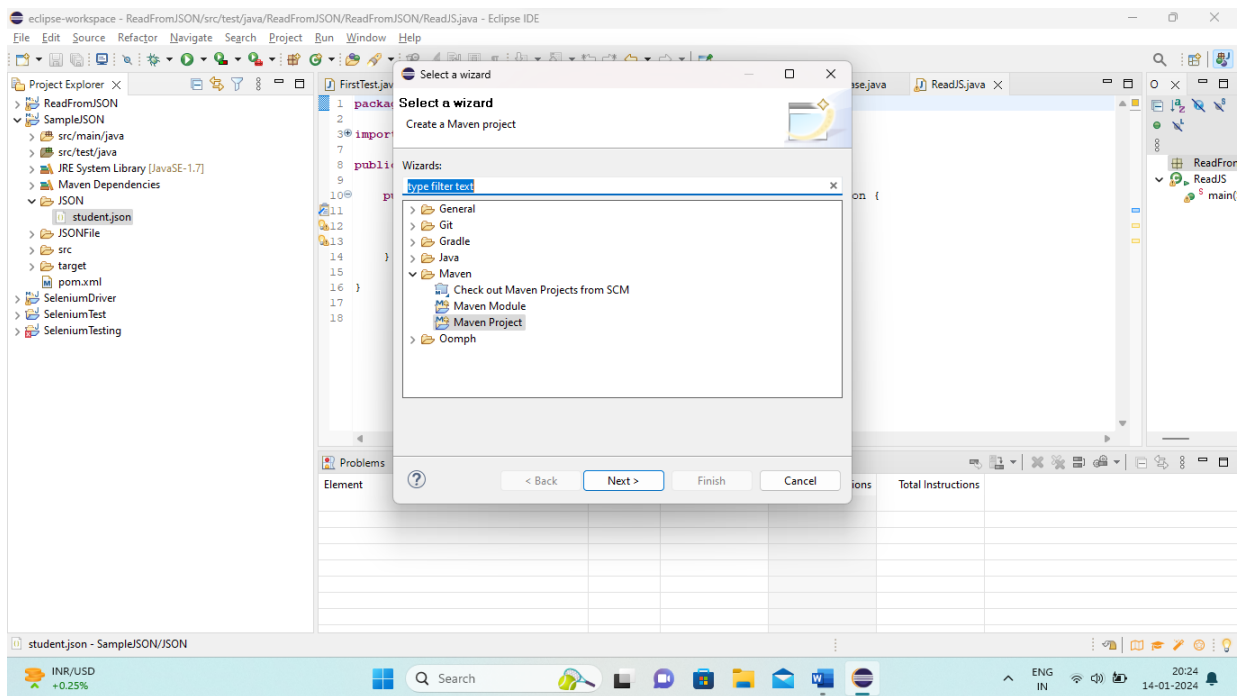 eclipse-workspace - ReadFromJSON/src/test/java/ReadFromJSON/ReadFromJSON/ReadJS.java - Eclipse IDE
File Edit Source Refactor Navigate Search Project Run Window Help
Project Explorer
ReadFromJSON
SampleJSON
src/main/java
src/test/java
JRE System Library [JavaSE-1.7]
Maven Dependencies
JSON
student.json
JSONFile
src
target
pom.xml
SeleniumDriver
SeleniumTest
SeleniumTesting
FirstTest.jav
ase.java
ReadJS.java
1 packa
2
3 impor
7
8 publi
9
10 p
on {
11
12
13
14 }
15
16 }
17
18
Select a wizard
Select a wizard
Create a Maven project
Wizards:
type filter text
General
Git
Gradle
Java
Maven
Check out Maven Projects from SCM
Maven Module
Maven Project
Oomph
< Back Next > Finish Cancel
ReadFror
ReadJS
S main(
Problems
Element
ions
Total Instructions
student.json - SampleJSON/JSON
INR/USD
+0.25%
Search
ENG
IN
20:24
14-01-2024